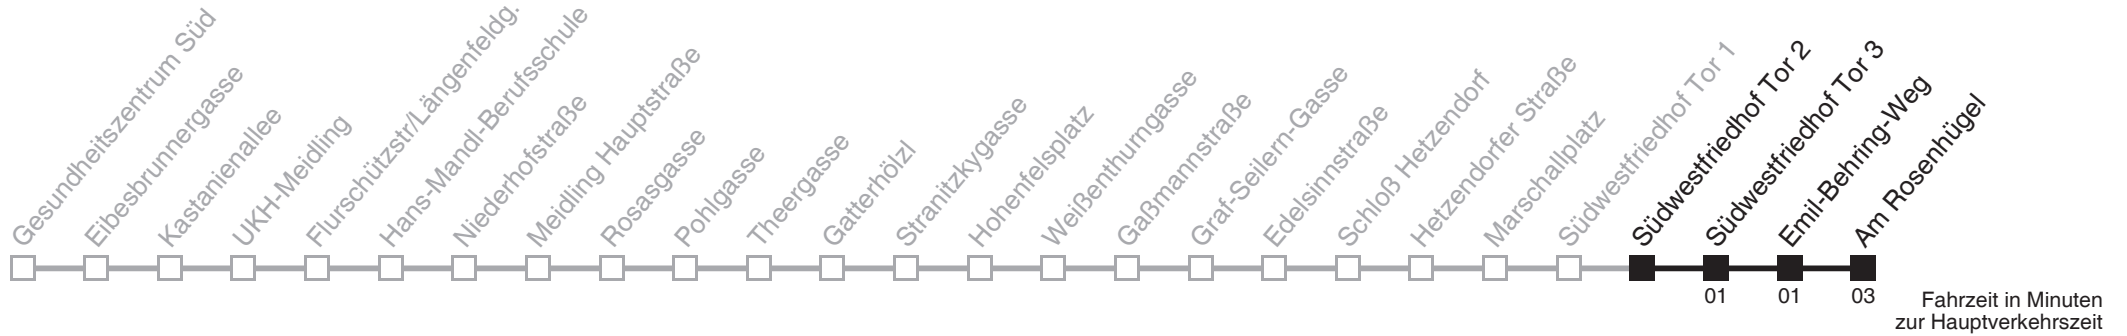 Gesundheitszentrum Süd
Eibesbrunnergasse
Kastanienallee
UKH-Meidling
Flurschützstr/Längenfeldg.
Hans-Mandl-Berufsschule
Niederhofstraße
Meidling Hauptstraße
Rosasgasse
Pohlgasse
Theergasse
Gatterhölzl
Stranitzkygasse
Hohenfelsplatz
Weißenthurngasse
Gaßmannstraße
Graf-Seilern-Gasse
Edelsinnstraße
Schloß Hetzendorf
Hetzendorfer Straße
Marschallplatz
Südwestfriedhof Tor 1
Südwestfriedhof Tor 2
Südwestfriedhof Tor 3
Emil-Behring-Weg
Am Rosenhügel
01 01 03
Fahrzeit in Minuten
zur Hauptverkehrszeit